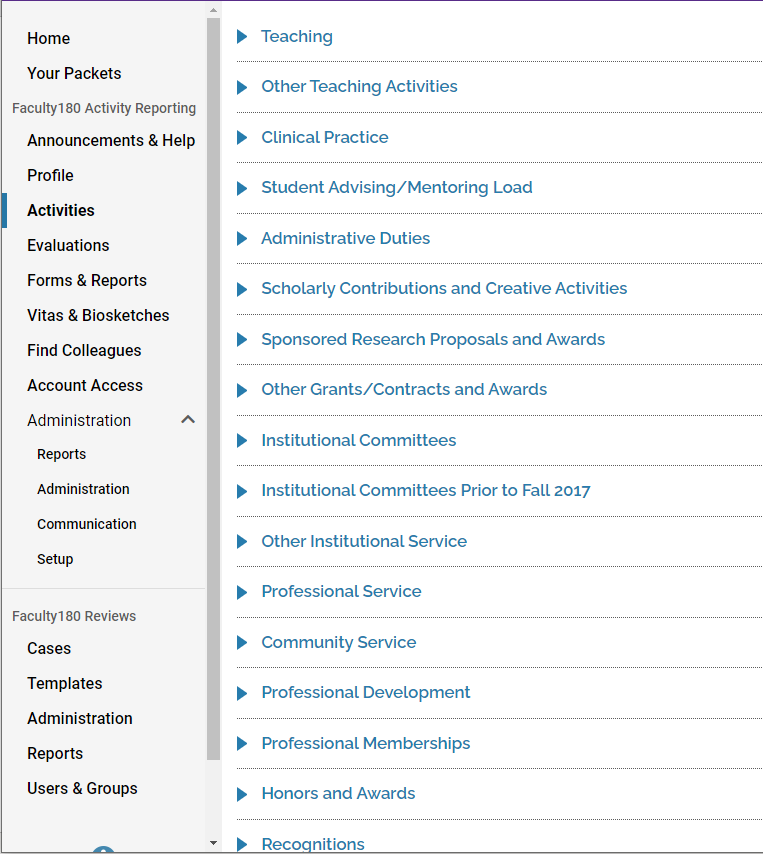 Home
Your Packets
Faculty180 Activity Reporting
Announcements & Help
Profile
Activities
Evaluations
Forms & Reports
Vitas & Biosketches
Find Colleagues
Account Access
Administration
Reports
Administration
Communication
Setup
Faculty180 Reviews
Cases
Templates
Administration
Reports
Users & Groups
Teaching
Other Teaching Activities
Clinical Practice
Student Advising/Mentoring Load
Administrative Duties
Scholarly Contributions and Creative Activities
Sponsored Research Proposals and Awards
Other Grants/Contracts and Awards
Institutional Committees
Institutional Committees Prior to Fall 2017
Other Institutional Service
Professional Service
Community Service
Professional Development
Professional Memberships
Honors and Awards
Recognitions